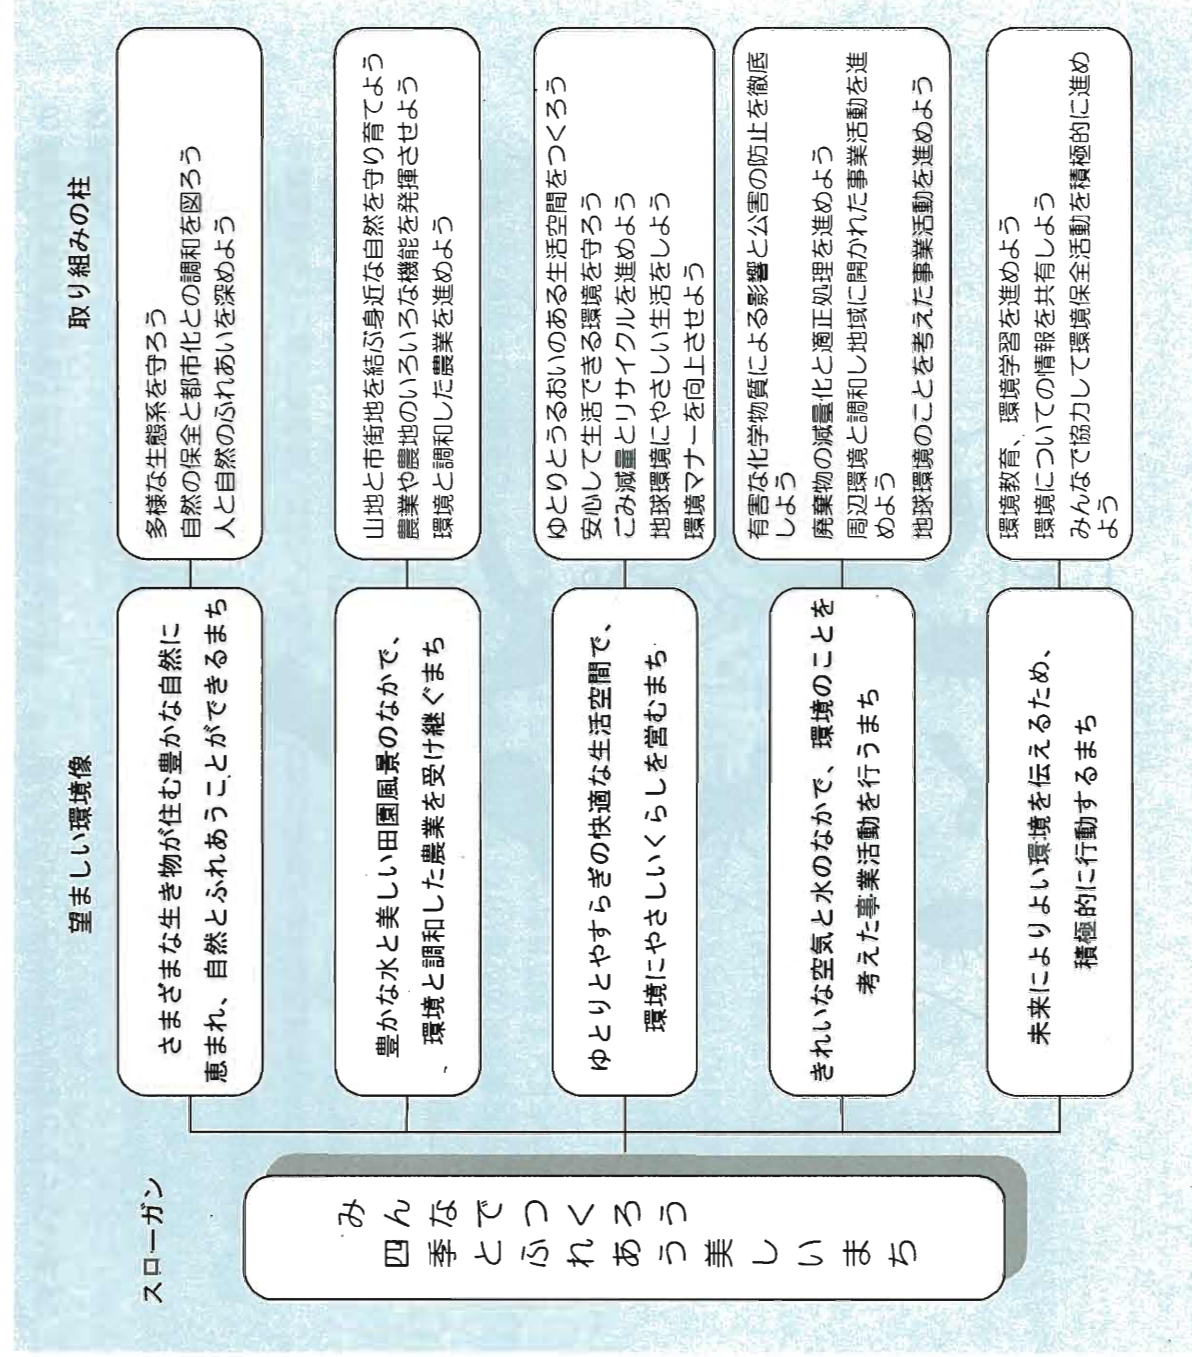 スローガン
みんなでつくろう
四季とふれあう美しいまち
望ましい環境像
取り組みの柱
さまざまな生き物が住む豊かな自然に
恵まれ、自然とふれあうことができるまち
多様な生態系を守ろう
自然の保全と都市化との調和を図ろう
人と自然のふれあいを深めよう
豊かな水と美しい田園風景のなかで、
環境と調和した農業を受け継ぐまち
山地と市街地を結ぶ身近な自然を守り育てよう
農業や農地のいろいろな機能を発揮させよう
環境と調和した農業を進めよう
ゆとりとやすらぎの快適な生活空間で、
環境にやさしいくらしを営むまち
ゆとりとうるおいのある生活空間をつくろう
安心して生活できる環境を守ろう
ごみ減量とリサイクルを進めよう
地球環境にやさしい生活をしよう
環境マナーを向上させよう
きれいな空気と水のなかで、環境のことを
考えた事業活動を行うまち
有害な化学物質による影響と公害の防止を徹底
しよう
廃棄物の減量化と適正処理を進めよう
周辺環境と調和し地域に開かれた事業活動を進
めよう
地球環境のことを考えた事業活動を進めよう
未来によりよい環境を伝えるため、
積極的に行動するまち
環境教育、環境学習を進めよう
環境についての情報を共有しよう
みんなで協力して環境保全活動を積極的に進め
よう